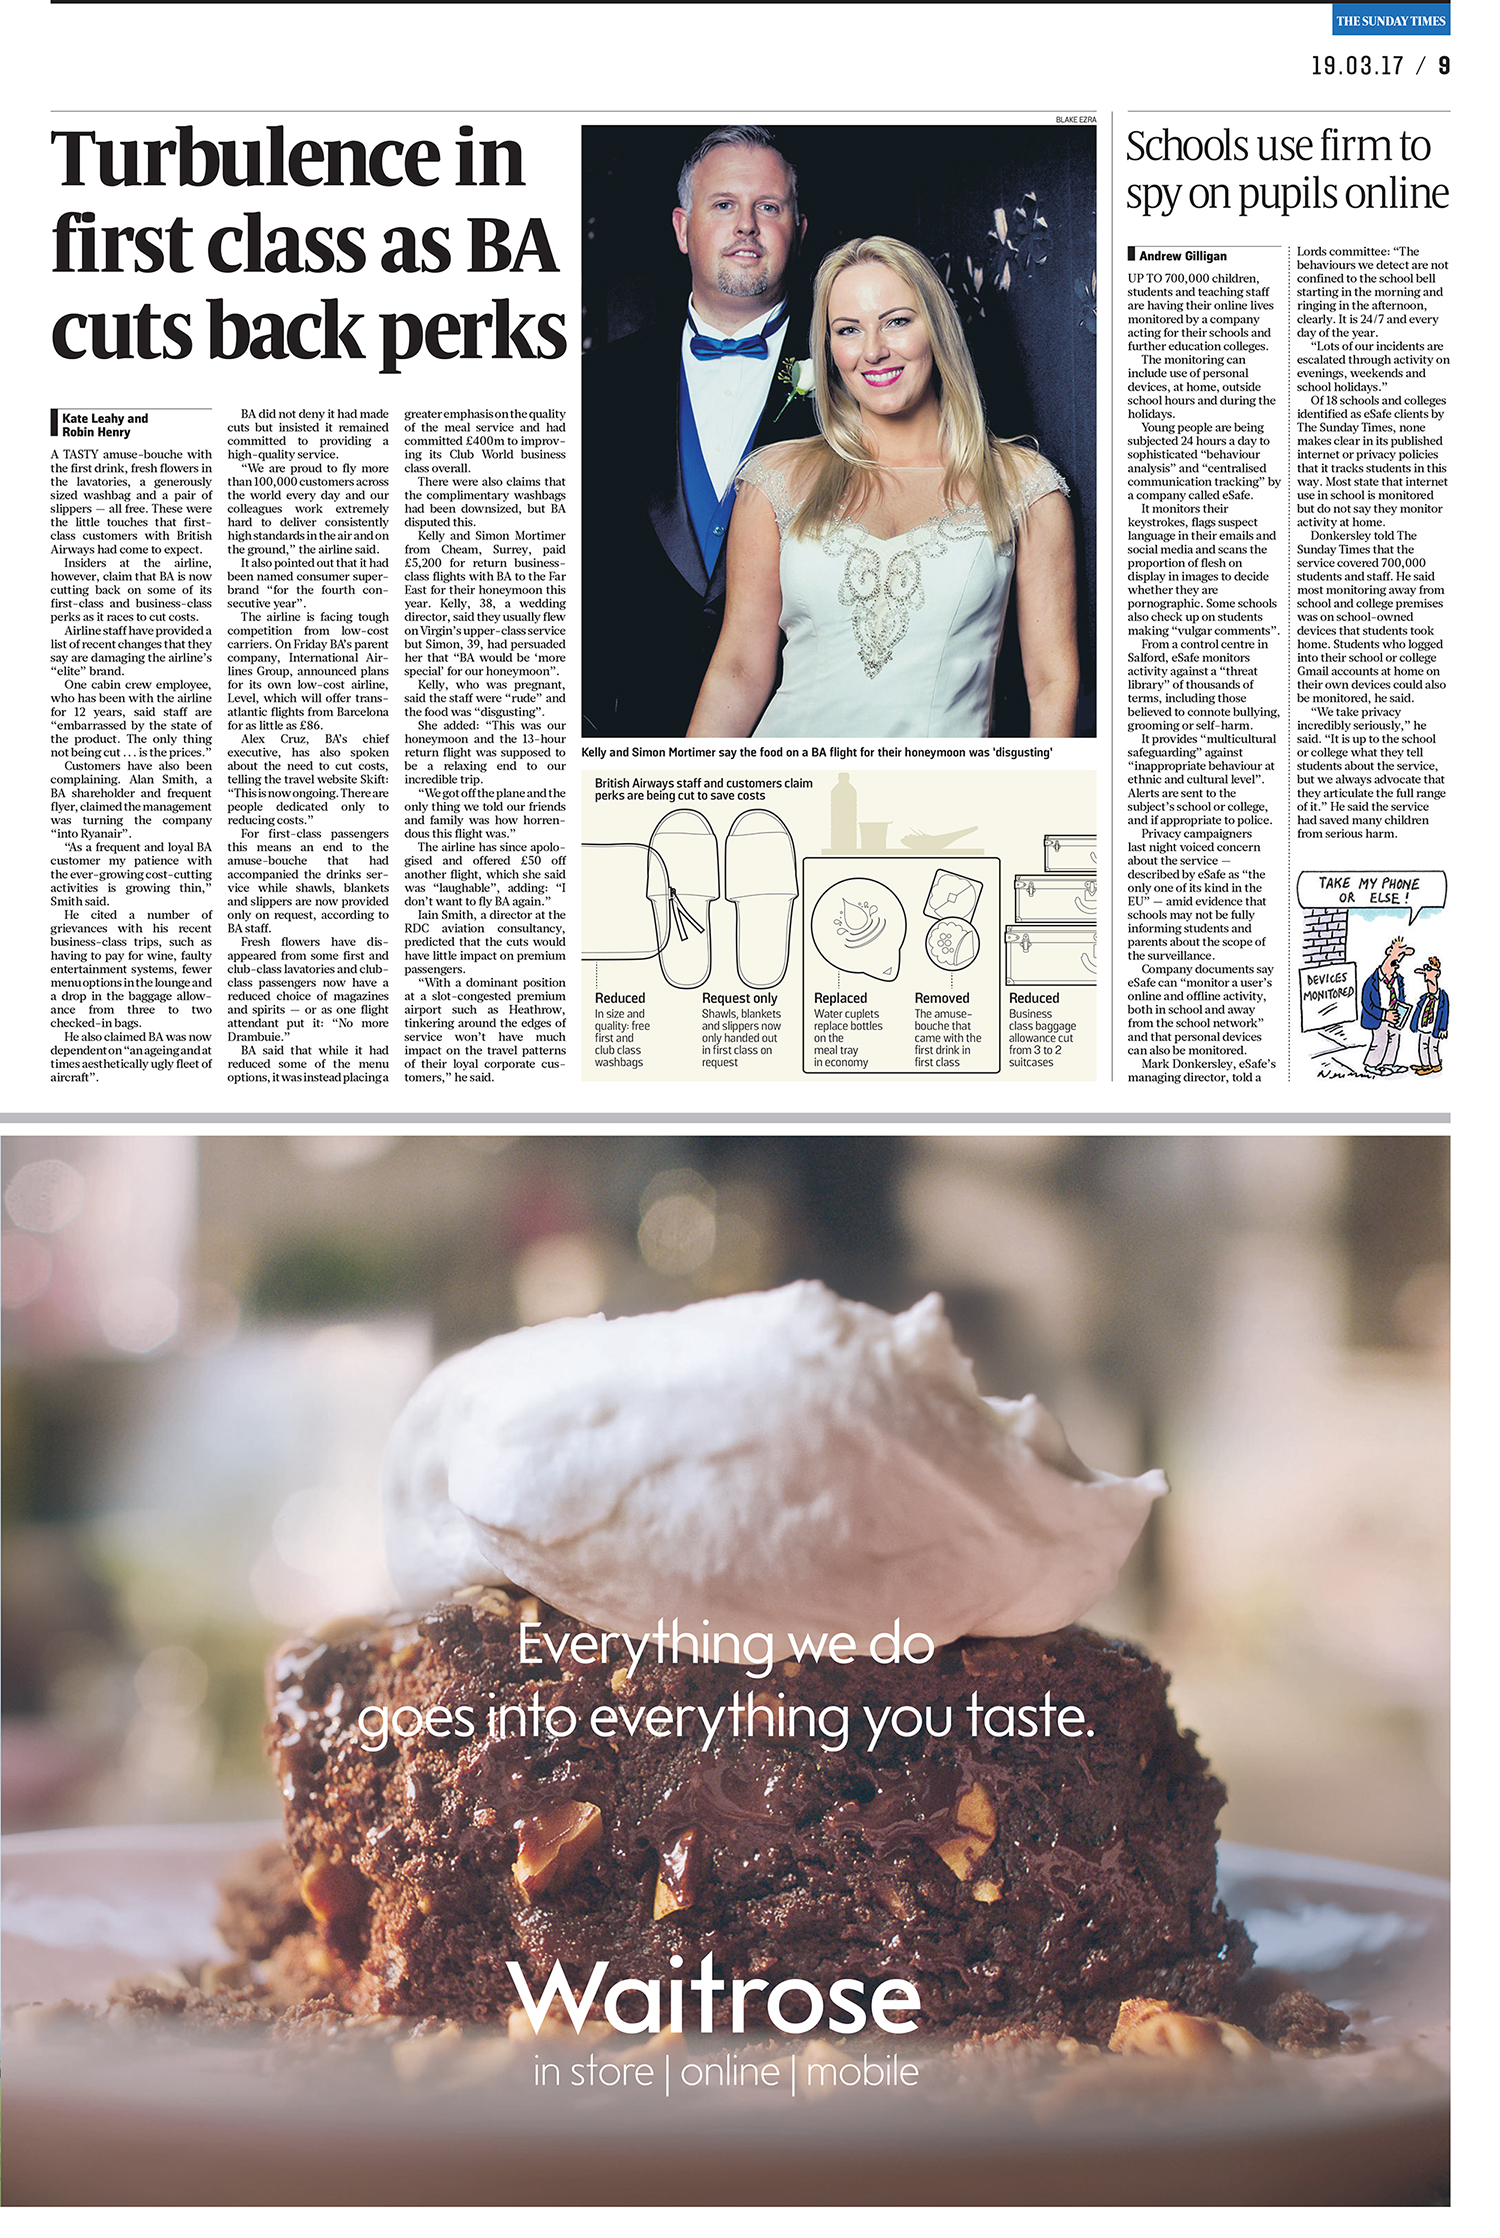 THE SUNDAY TIMES
19.03.17 / 9
Turbulence in
first class as BA
cuts back perks
Kate Leahy and
Robin Henry
A TASTY amuse-bouche with
the first drink, fresh flowers in
the lavatories, a generously
sized washbag and a pair of
slippers — all free. These were
the little touches that first-
class customers with British
Airways had come to expect.
Insiders at the airline,
however, claim that BA is now
cutting back on some of its
first-class and business-class
perks as it races to cut costs.
Airline staff have provided a
list of recent changes that they
say are damaging the airline's
“elite” brand.
One cabin crew employee,
who has been with the airline
for 12 years, said staff are
“embarrassed by the state of
the product. The only thing
not being cut ... is the prices.”
Customers have also been
complaining. Alan Smith, a
BA shareholder and frequent
flyer, claimed the management
was turning the company
“into Ryanair”.
“As a frequent and loyal BA
customer my patience with
the ever-growing cost-cutting
activities is growing thin,”
Smith said.
He cited a number of
grievances with his recent
business-class trips, such as
having to pay for wine, faulty
entertainment systems, fewer
menu options in the lounge and
a drop in the baggage allow-
ance from three to two
checked-in bags.
He also claimed BA was now
dependent on “an ageing and at
times aesthetically ugly fleet of
aircraft”.
BA did not deny it had made
cuts but insisted it remained
committed to providing a
high-quality service.
“We are proud to fly more
than 100,000 customers across
the world every day and our
colleagues work extremely
hard to deliver consistently
high standards in the air and on
the ground,” the airline said.
It also pointed out that it had
been named consumer super-
brand “for the fourth con-
secutive year”.
The airline is facing tough
competition from low-cost
carriers. On Friday BA's parent
company, International Air-
lines Group, announced plans
for its own low-cost airline,
Level, which will offer trans-
atlantic flights from Barcelona
for as little as £86.
Alex Cruz, BA's chief
executive, has also spoken
about the need to cut costs,
telling the travel website Skift:
“This is now ongoing. There are
people dedicated only to
reducing costs.”
For first-class passengers
this means an end to the
amuse-bouche that had
accompanied the drinks ser-
vice while shawls, blankets
and slippers are now provided
only on request, according to
BA staff.
Fresh flowers have dis-
appeared from some first and
club-class lavatories and club-
class passengers now have a
reduced choice of magazines
and spirits — or as one flight
attendant put it: “No more
Drambuie.”
BA said that while it had
reduced some of the menu
options, it was instead placing a
greater emphasis on the quality
of the meal service and had
committed £400m to improv-
ing its Club World business
class overall.
There were also claims that
the complimentary washbags
had been downsized, but BA
disputed this.
Kelly and Simon Mortimer
from Cheam, Surrey, paid
£5,200 for return business-
class flights with BA to the Far
East for their honeymoon this
year. Kelly, 38, a wedding
director, said they usually flew
on Virgin's upper-class service
but Simon, 39, had persuaded
her that “BA would be ‘more
special’ for our honeymoon”.
Kelly, who was pregnant,
said the staff were “rude” and
the food was “disgusting”.
She added: “This was our
honeymoon and the 13-hour
return flight was supposed to
be a relaxing end to our
incredible trip.
“We got off the plane and the
only thing we told our friends
and family was how horren-
dous this flight was.”
The airline has since apolo-
gised and offered £50 off
another flight, which she said
was “laughable”, adding: “I
don't want to fly BA again.”
Iain Smith, a director at the
RDC aviation consultancy,
predicted that the cuts would
have little impact on premium
passengers.
“With a dominant position
at a slot-congested premium
airport such as Heathrow,
tinkering around the edges of
service won't have much
impact on the travel patterns
of their loyal corporate cus-
tomers,” he said.
BLAKE EZRA
Kelly and Simon Mortimer say the food on a BA flight for their honeymoon was 'disgusting'
British Airways staff and customers claim
perks are being cut to save costs
Reduced
In size and
quality: free
first and
club class
washbags
Request only
Shawls, blankets
and slippers now
only handed out
in first class on
request
Replaced
Water cuplets
replace bottles
on the
meal tray
in economy
Removed
The amuse-
bouche that
came with the
first drink in
first class
Reduced
Business
class baggage
allowance cut
from 3 to 2
suitcases
Schools use firm to
spy on pupils online
Andrew Gilligan
UP TO 700,000 children,
students and teaching staff
are having their online lives
monitored by a company
acting for their schools and
further education colleges.
The monitoring can
include use of personal
devices, at home, outside
school hours and during the
holidays.
Young people are being
subjected 24 hours a day to
sophisticated “behaviour
analysis” and “centralised
communication tracking” by
a company called eSafe.
It monitors their
keystrokes, flags suspect
language in their emails and
social media and scans the
proportion of flesh on
display in images to decide
whether they are
pornographic. Some schools
also check up on students
making “vulgar comments”.
From a control centre in
Salford, eSafe monitors
activity against a “threat
library” of thousands of
terms, including those
believed to connote bullying,
grooming or self-harm.
It provides “multicultural
safeguarding” against
“inappropriate behaviour at
ethnic and cultural level”.
Alerts are sent to the
subject's school or college,
and if appropriate to police.
Privacy campaigners
last night voiced concern
about the service —
described by eSafe as “the
only one of its kind in the
EU” — amid evidence that
schools may not be fully
informing students and
parents about the scope of
the surveillance.
Company documents say
eSafe can “monitor a user's
online and offline activity,
both in school and away
from the school network”
and that personal devices
can also be monitored.
Mark Donkersley, eSafe's
managing director, told a
Lords committee: “The
behaviours we detect are not
confined to the school bell
starting in the morning and
ringing in the afternoon,
clearly. It is 24/7 and every
day of the year.
“Lots of our incidents are
escalated through activity on
evenings, weekends and
school holidays.”
Of 18 schools and colleges
identified as eSafe clients by
The Sunday Times, none
makes clear in its published
internet or privacy policies
that it tracks students in this
way. Most state that internet
use in school is monitored
but do not say they monitor
activity at home.
Donkersley told The
Sunday Times that the
service covered 700,000
students and staff. He said
most monitoring away from
school and college premises
was on school-owned
devices that students took
home. Students who logged
into their school or college
Gmail accounts at home on
their own devices could also
be monitored, he said.
“We take privacy
incredibly seriously,” he
said. “It is up to the school
or college what they tell
students about the service,
but we always advocate that
they articulate the full range
of it.” He said the service
had saved many children
from serious harm.
TAKE MY PHONE
OR ELSE!
DEVICES
MONITORED
Newman
Everything we do
goes into everything you taste.
Waitrose
in store | online | mobile